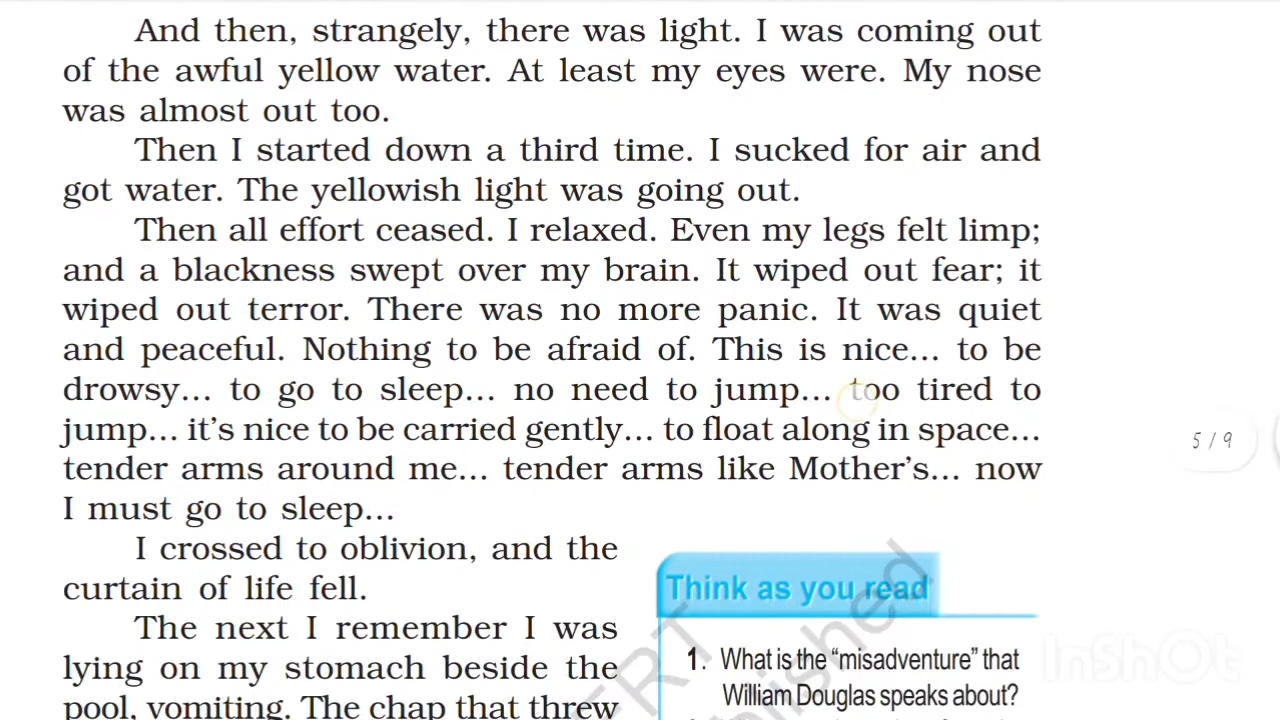 And then, strangely, there was light. I was coming out
of the awful yellow water. At least my eyes were. My nose
was almost out too.
Then I started down a third time. I sucked for air and
got water. The yellowish light was going out.
Then all effort ceased. I relaxed. Even my legs felt limp;
and a blackness swept over my brain. It wiped out fear; it
wiped out terror. There was no more panic. It was quiet
and peaceful. Nothing to be afraid of. This is nice... to be
drowsy... to go to sleep... no need to jump... too tired to
jump... it's nice to be carried gently... to float along in space...
tender arms around me... tender arms like Mother's... now
I must go to sleep...
I crossed to oblivion, and the
curtain of life fell.
The next I remember I was
lying on my stomach beside the
pool, vomiting. The chap that threw
Think as you read
1. What is the "misadventure" that
William Douglas speaks about?
5 / 9
InShOt